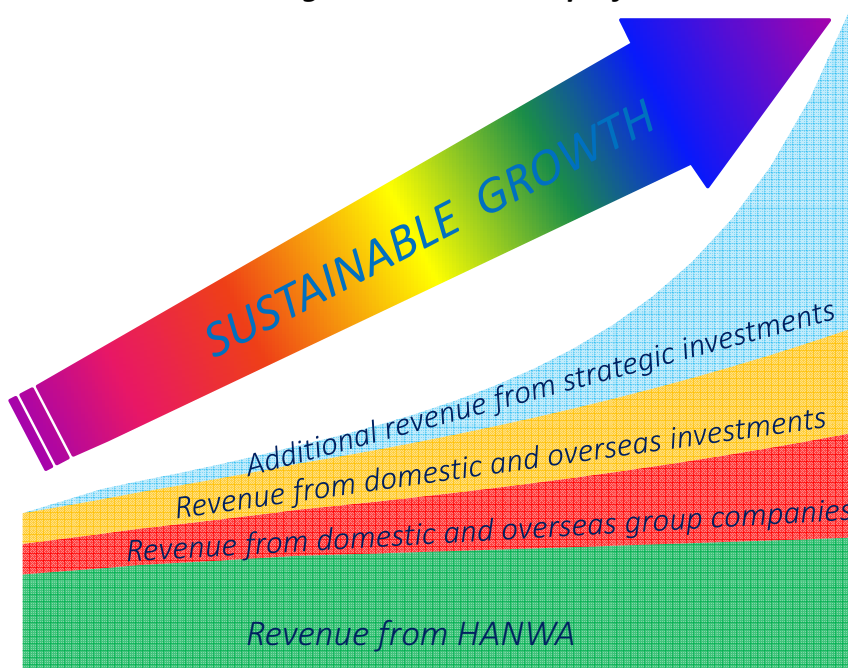 SUSTAINABLE GROWTH
Additional revenue from strategic investments
Revenue from domestic and overseas investments
Revenue from domestic and overseas group companies
Revenue from HANWA